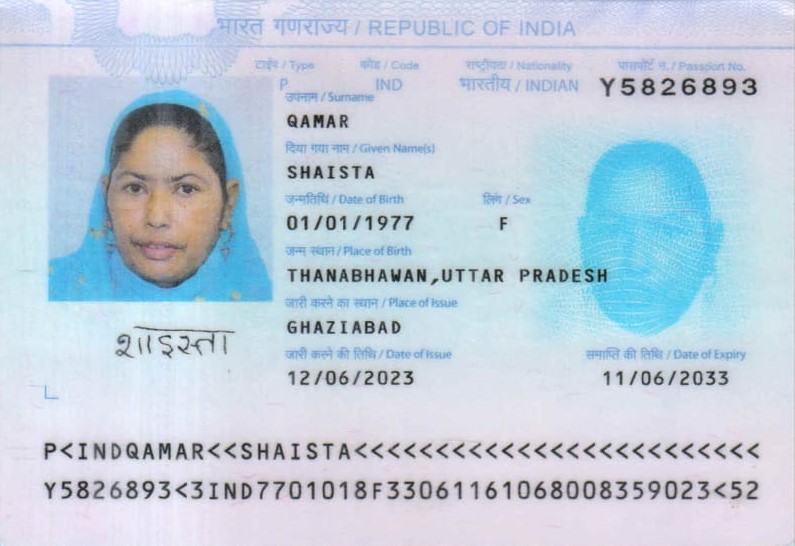 भारत गणराज्य / REPUBLIC OF INDIA
टाईप / Type कोड / Code राष्ट्रीयता / Nationality पासपोर्ट न. / Passport No.
P IND भारतीय / INDIAN Y5826893
उपनाम / Surname
QAMAR
दिया गया नाम / Given Name(s)
SHAISTA
जन्मतिथि / Date of Birth लिंग / Sex
01/01/1977 F
जन्म स्थान / Place of Birth
THANABHAWAN,UTTAR PRADESH
जारी करने का स्थान / Place of Issue
GHAZIABAD
शाइस्ता
जारी करने की तिथि / Date of Issue समाप्ति की तिथि / Date of Expiry
12/06/2023 11/06/2033
P<INDQAMAR<<SHAISTA<<<<<<<<<<<<<<<<<<<<<<<<<
Y5826893<3IND7701018F3306116106800835902​3<52